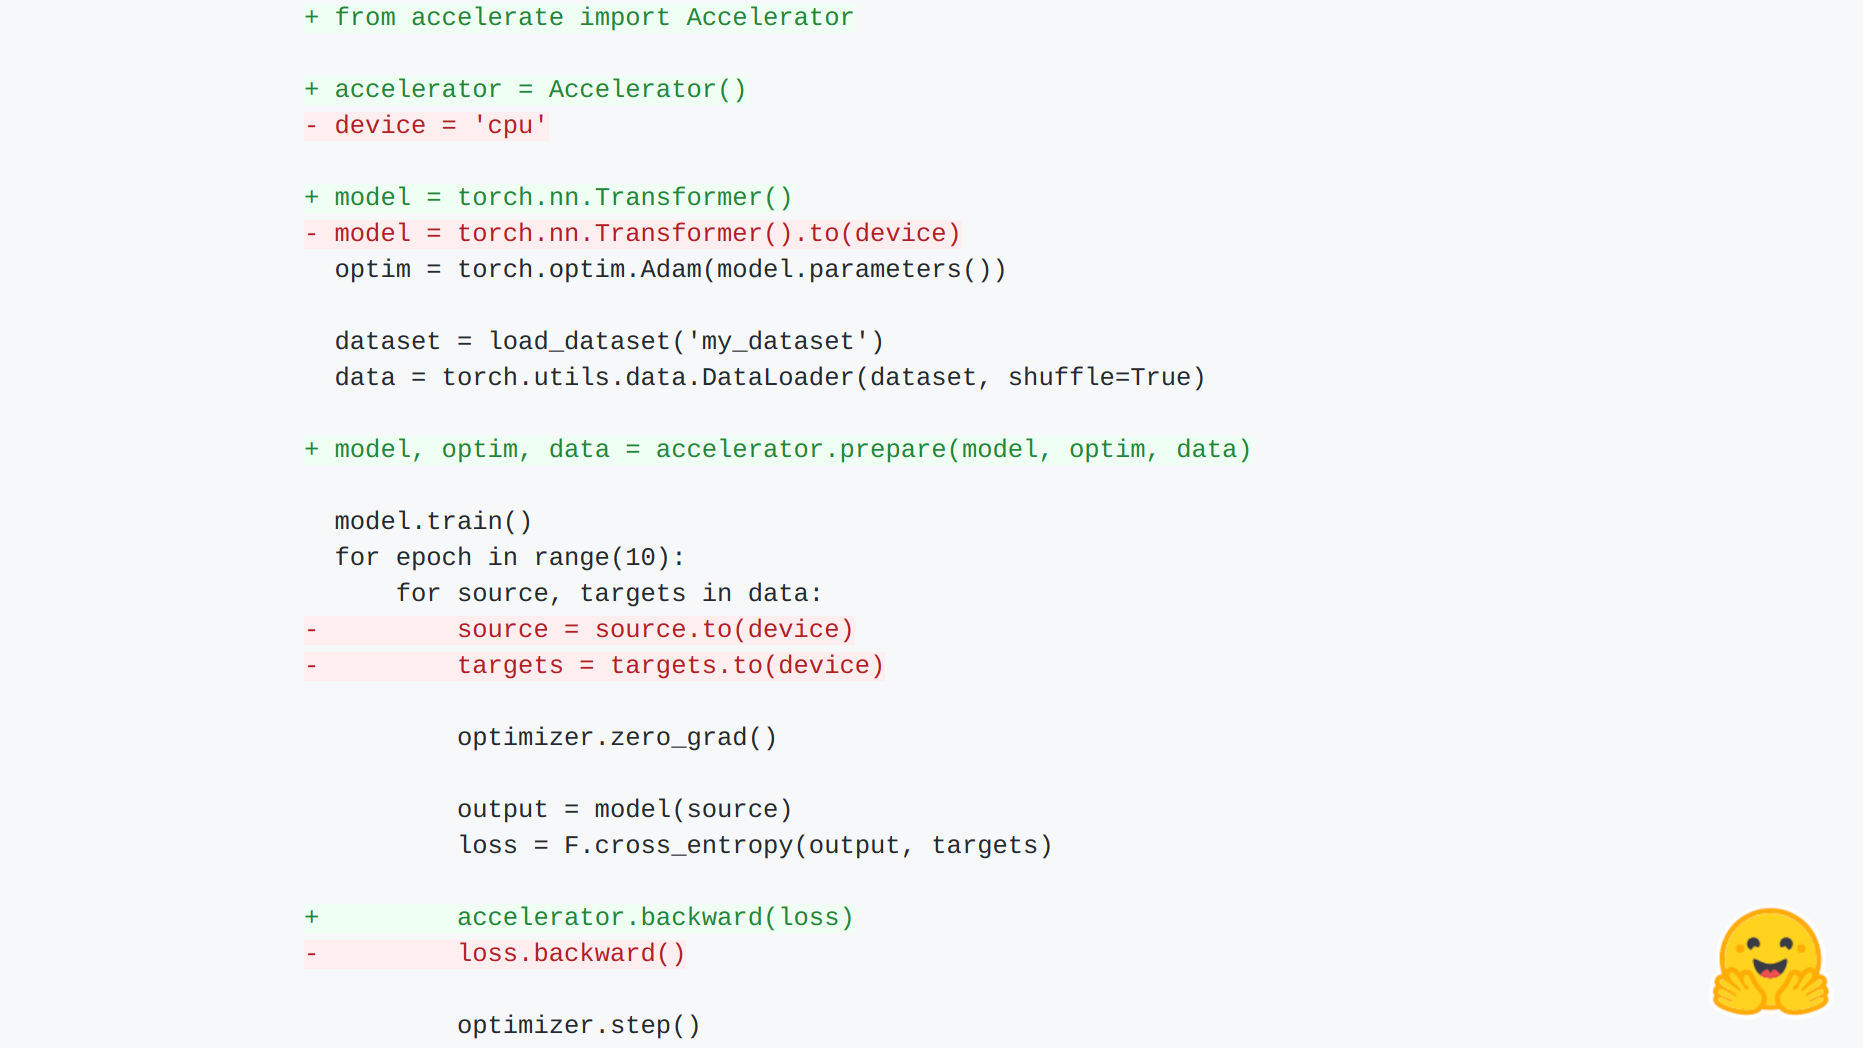 + from accelerate import Accelerator
+ accelerator = Accelerator()
- device = 'cpu'
+ model = torch.nn.Transformer()
- model = torch.nn.Transformer().to(device)
  optim = torch.optim.Adam(model.parameters())
  dataset = load_dataset('my_dataset')
  data = torch.utils.data.DataLoader(dataset, shuffle=True)
+ model, optim, data = accelerator.prepare(model, optim, data)
  model.train()
  for epoch in range(10):
      for source, targets in data:
-         source = source.to(device)
-         targets = targets.to(device)
          optimizer.zero_grad()
          output = model(source)
          loss = F.cross_entropy(output, targets)
+         accelerator.backward(loss)
-         loss.backward()
          optimizer.step()